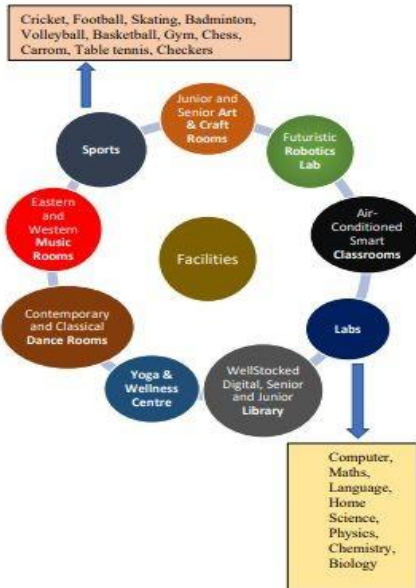 Cricket, Football, Skating, Badminton,
Volleyball, Basketball, Gym, Chess,
Carrom, Table tennis, Checkers
Junior and
Senior Art
& Craft
Rooms
Futuristic
Robotics
Lab
Sports
Eastern
and
Western
Music
Rooms
Air-
Conditioned
Smart
Classrooms
Facilities
Contemporary
and Classical
Dance Rooms
Labs
Yoga &
Wellness
Centre
WellStocked
Digital, Senior
and Junior
Library
Computer,
Maths,
Language,
Home
Science,
Physics,
Chemistry,
Biology